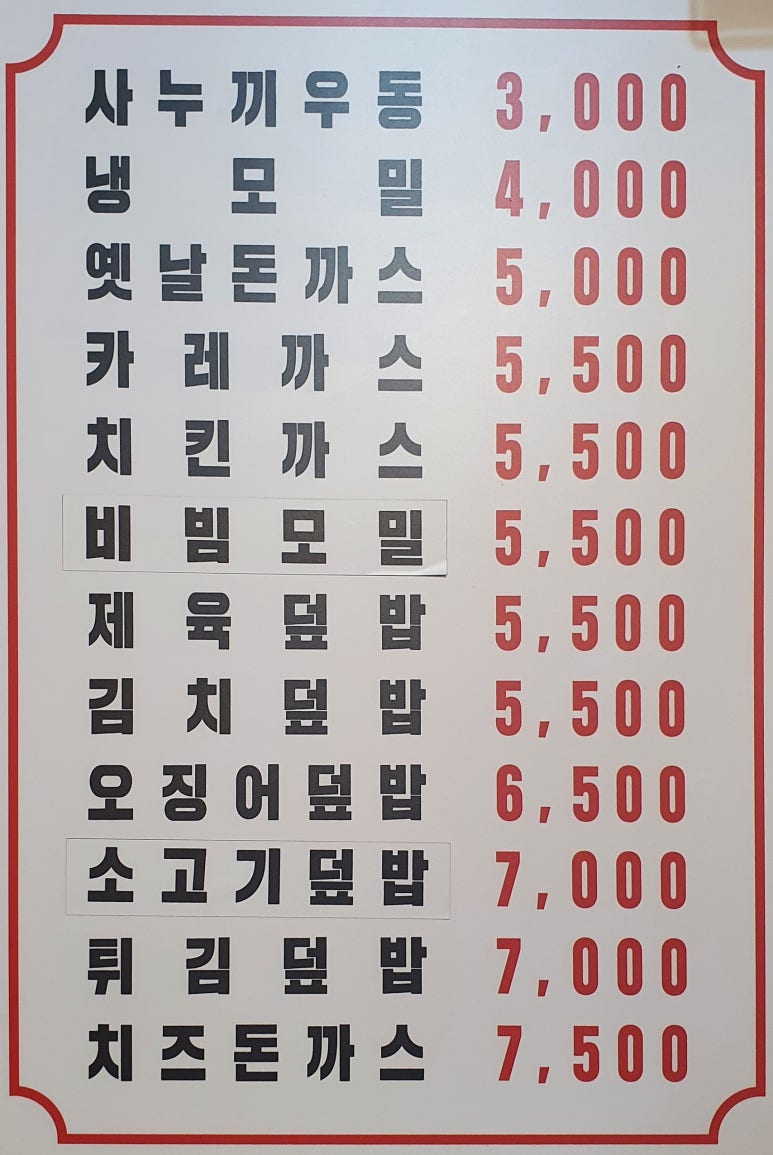 사누끼우동 3,000
냉모밀 4,000
옛날돈까스 5,000
카레까스 5,500
치킨까스 5,500
비빔모밀 5,500
제육덮밥 5,500
김치덮밥 5,500
오징어덮밥 6,500
소고기덮밥 7,000
튀김덮밥 7,000
치즈돈까스 7,500